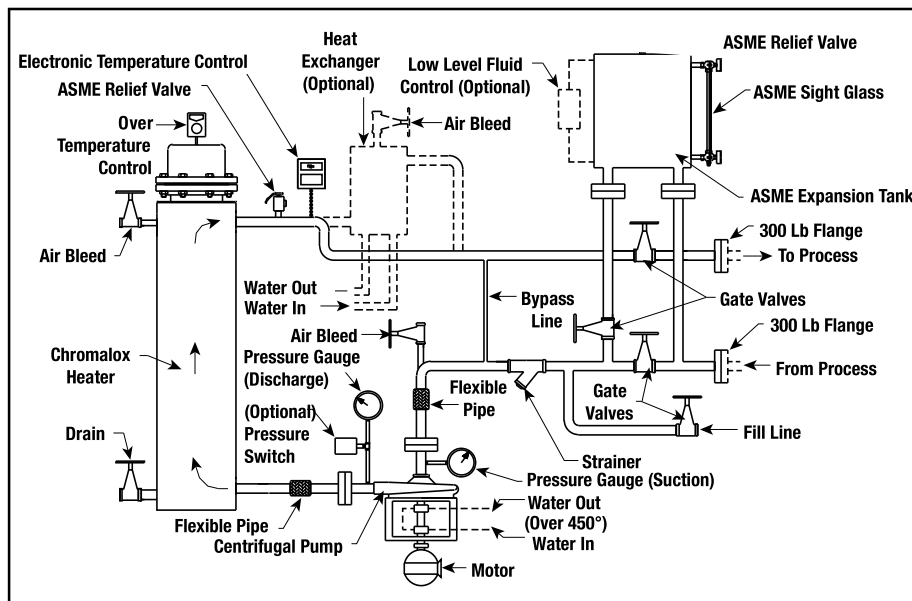 Electronic Temperature Control
ASME Relief Valve
Over
Temperature
Control
Heat
Exchanger
(Optional)
Low Level Fluid
Control (Optional)
Air Bleed
ASME Relief Valve
ASME Sight Glass
ASME Expansion Tank
300 Lb Flange
To Process
Air Bleed
Water Out
Water In
Bypass
Line
Gate Valves
300 Lb Flange
From Process
Air Bleed
Pressure Gauge
(Discharge)
Chromalox
Heater
Flexible
Pipe
Gate
Valves
Fill Line
(Optional)
Pressure
Switch
Drain
Strainer
Pressure Gauge (Suction)
Flexible Pipe
Centrifugal Pump
Water Out
(Over 450°)
Water In
Motor